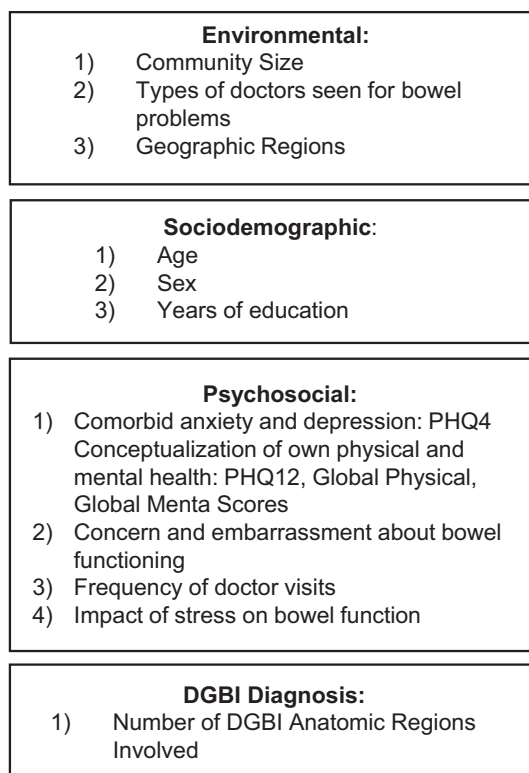 Environmental:
1) Community Size
2) Types of doctors seen for bowel
problems
3) Geographic Regions
Sociodemographic:
1) Age
2) Sex
3) Years of education
Psychosocial:
1) Comorbid anxiety and depression: PHQ4
Conceptualization of own physical and
mental health: PHQ12, Global Physical,
Global Menta Scores
2) Concern and embarrassment about bowel
functioning
3) Frequency of doctor visits
4) Impact of stress on bowel function
DGBI Diagnosis:
1) Number of DGBI Anatomic Regions
Involved